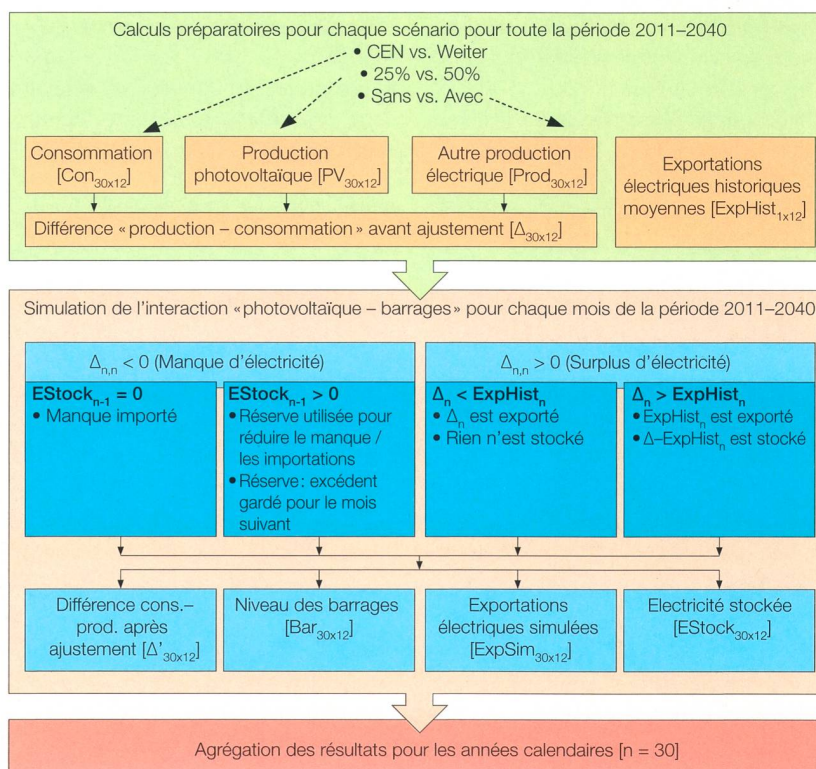 Calculs préparatoires pour chaque scénario pour toute la période 2011–2040
• CEN vs. Weiter
• 25% vs. 50%
• Sans vs. Avec
Consommation
[Con30x12]
Production
photovoltaïque [PV30x12]
Autre production
électrique [Prod30x12]
Exportations
électriques historiques
moyennes [ExpHist1x12]
Différence «production – consommation» avant ajustement [Δ30x12]
Simulation de l'interaction «photovoltaïque – barrages» pour chaque mois de la période 2011–2040
Δn,n < 0 (Manque d'électricité)
EStockn-1 = 0
• Manque importé
EStockn-1 > 0
• Réserve utilisée pour
réduire le manque /
les importations
• Réserve: excédent
gardé pour le mois
suivant
Δn,n > 0 (Surplus d'électricité)
Δn < ExpHistn
• Δn est exporté
• Rien n'est stocké
Δn > ExpHistn
• ExpHistn est exporté
• Δ–ExpHistn est stocké
Différence cons.–
prod. après
ajustement [Δ'30x12]
Niveau des barrages
[Bar30x12]
Exportations
électriques simulées
[ExpSim30x12]
Electricité stockée
[EStock30x12]
Agrégation des résultats pour les années calendaires [n = 30]